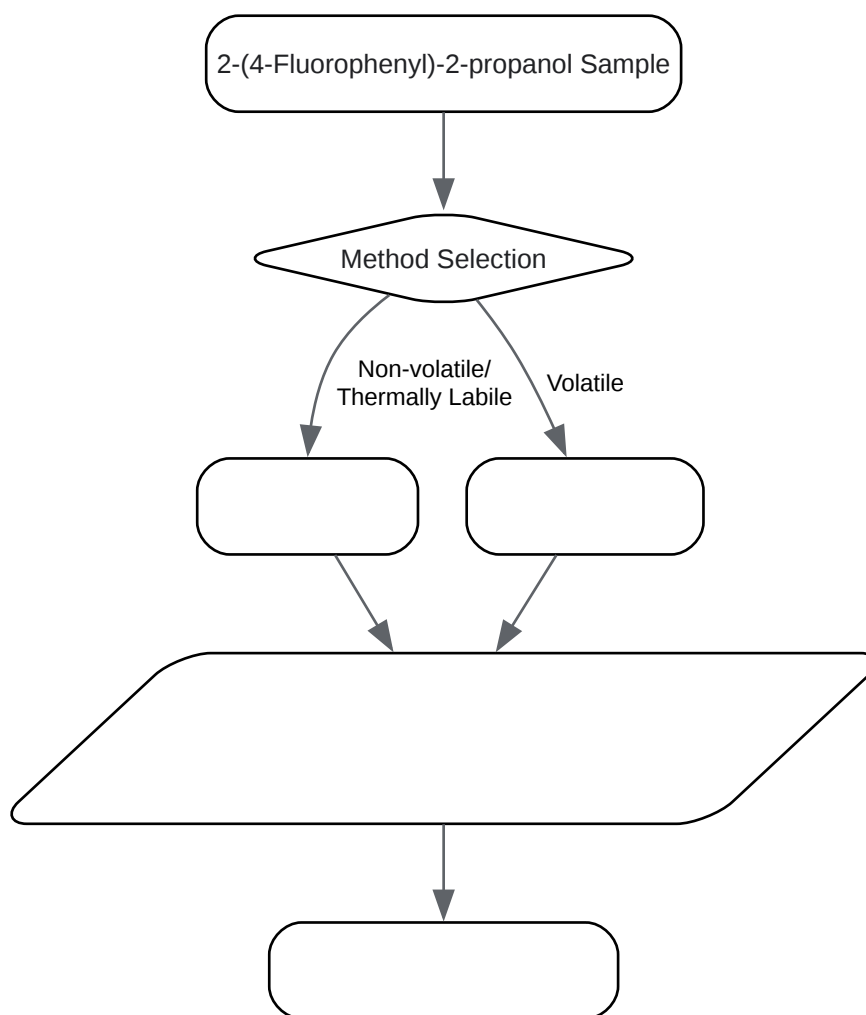 2-(4-Fluorophenyl)-2-propanol Sample
Method Selection
Non-volatile/
Thermally Labile
Volatile